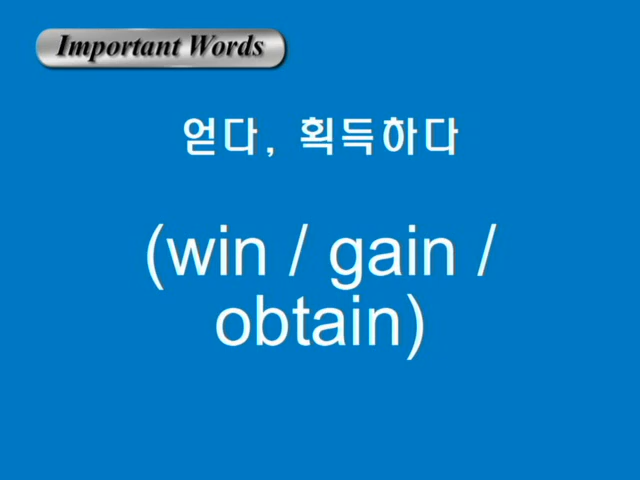 Important Words
얻다, 획득하다
(win / gain /
obtain)